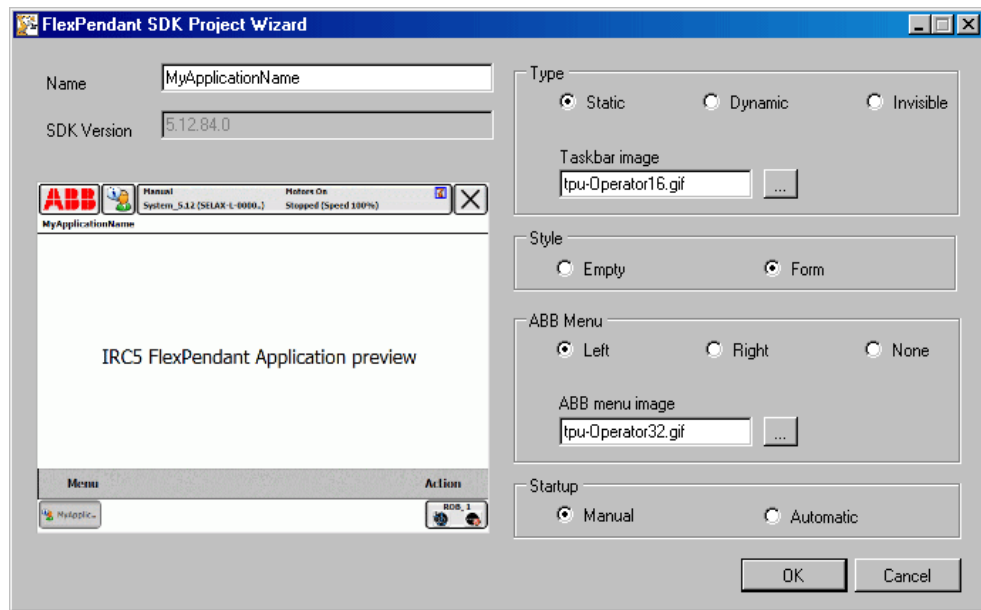 FlexPendant SDK Project Wizard
Name
MyApplicationName
SDK Version
5.12.84.0
ABB
Manual
System_5.12 (SELAX-L-0000..)
Motors On
Stopped (Speed 100%)
MyApplicationName
IRC5 FlexPendant Application preview
Menu
Action
MyApplic...
ROB_1
Type
Static
Dynamic
Invisible
Taskbar image
tpu-Operator16.gif
...
Style
Empty
Form
ABB Menu
Left
Right
None
ABB menu image
tpu-Operator32.gif
...
Startup
Manual
Automatic
OK
Cancel